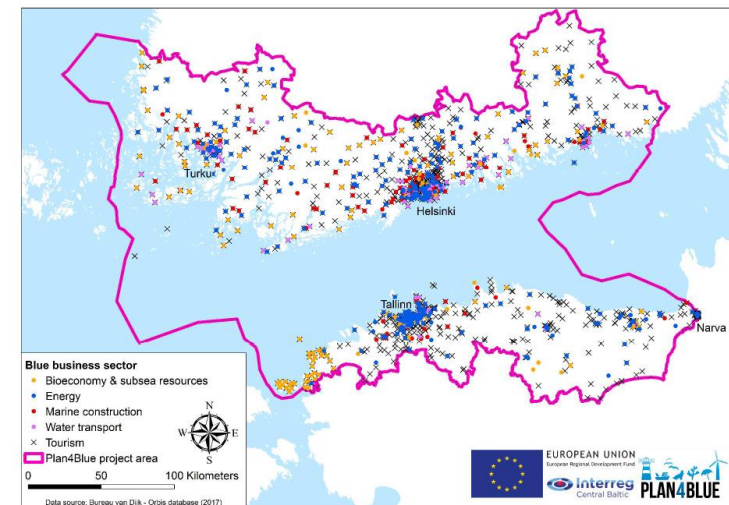 Turku
Helsinki
Tallinn
Narva
Blue business sector
Bioeconomy & subsea resources
Energy
Marine construction
Water transport
Tourism
Plan4Blue project area
N
W E
S
0 50 100 Kilometers
Data source: Bureau van Dijk - Orbis database (2017)
EUROPEAN UNION
European Regional Development Fund
Interreg
Central Baltic
PLAN4BLUE